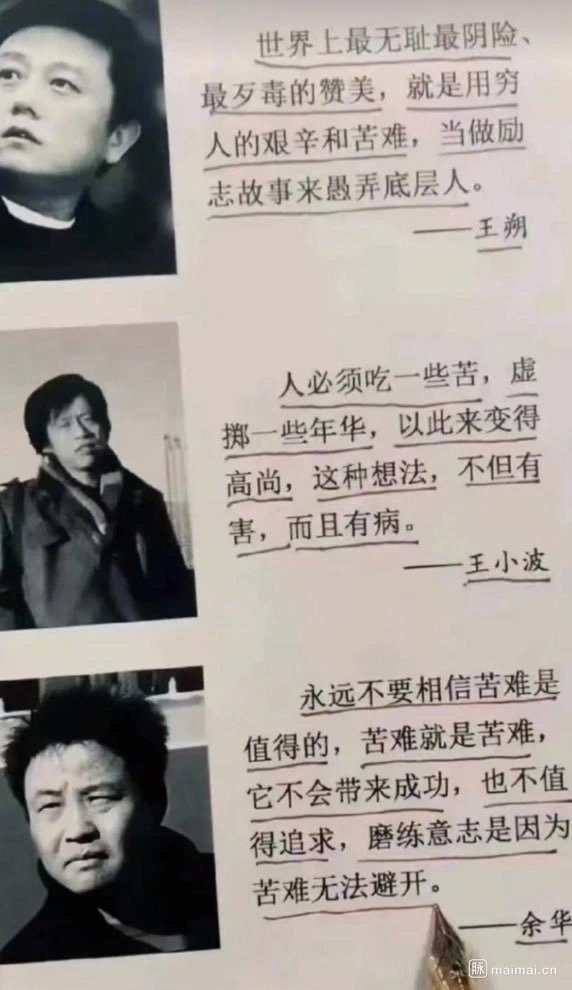 世界上最无耻最阴险、
最歹毒的赞美，就是用穷
人的艰辛和苦难，当做励
志故事来愚弄底层人。
——王朔
人必须吃一些苦，虚
掷一些年华，以此来变得
高尚，这种想法，不但有
害，而且有病。
——王小波
永远不要相信苦难是
值得的，苦难就是苦难，
它不会带来成功，也不值
得追求，磨练意志是因为
苦难无法避开。
——余华
脉 maimai.cn